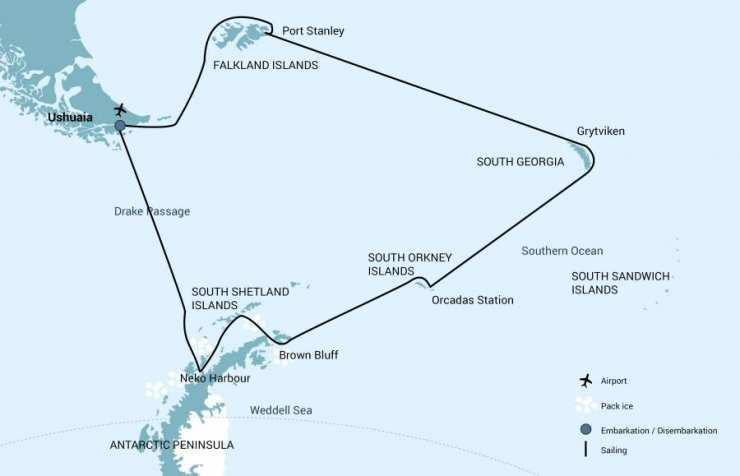 Port Stanley
FALKLAND ISLANDS
Ushuaia
Grytviken
SOUTH GEORGIA
Drake Passage
Southern Ocean
SOUTH ORKNEY
ISLANDS
SOUTH SANDWICH
ISLANDS
SOUTH SHETLAND
ISLANDS
Orcadas Station
Brown Bluff
Neko Harbour
Weddell Sea
ANTARCTIC PENINSULA
Airport
Pack ice
Embarkation / Disembarkation
Sailing